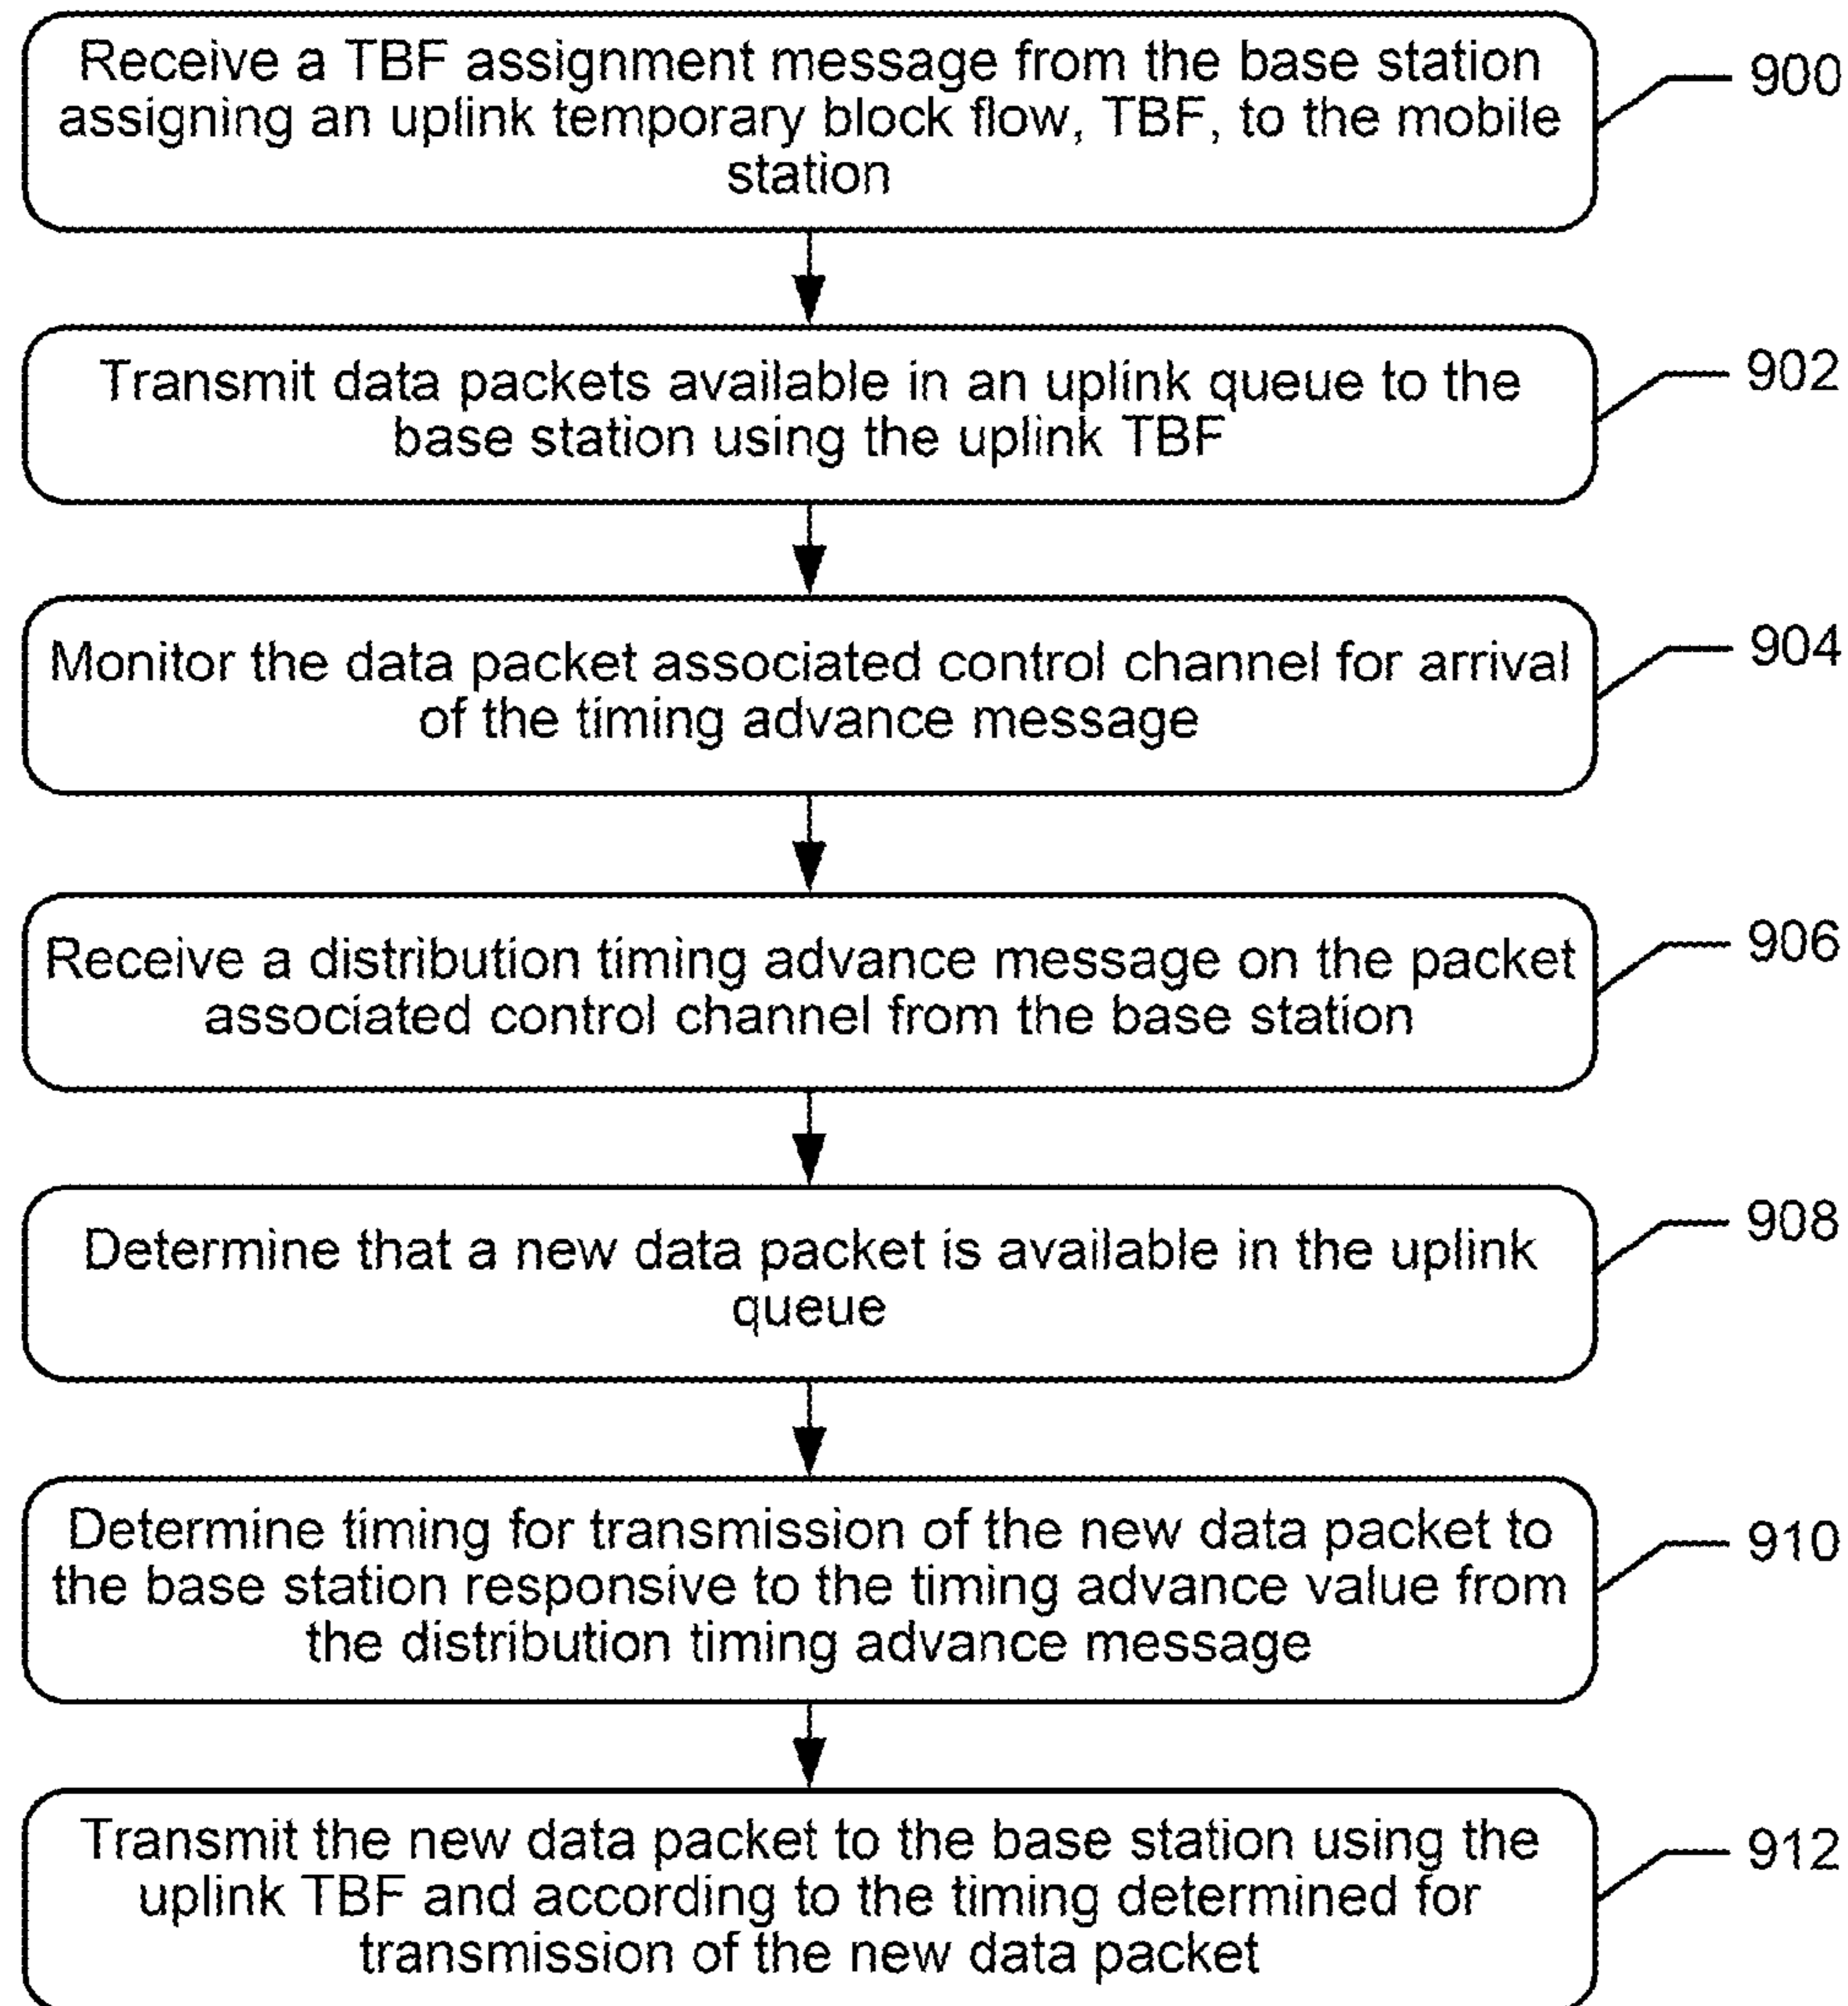 Receive a TBF assignment message from the base station
assigning an uplink temporary block flow, TBF, to the mobile
station
900
Transmit data packets available in an uplink queue to the
base station using the uplink TBF
902
Monitor the data packet associated control channel for arrival
of the timing advance message
904
Receive a distribution timing advance message on the packet
associated control channel from the base station
906
Determine that a new data packet is available in the uplink
queue
908
Determine timing for transmission of the new data packet to
the base station responsive to the timing advance value from
the distribution timing advance message
910
Transmit the new data packet to the base station using the
uplink TBF and according to the timing determined for
transmission of the new data packet
912